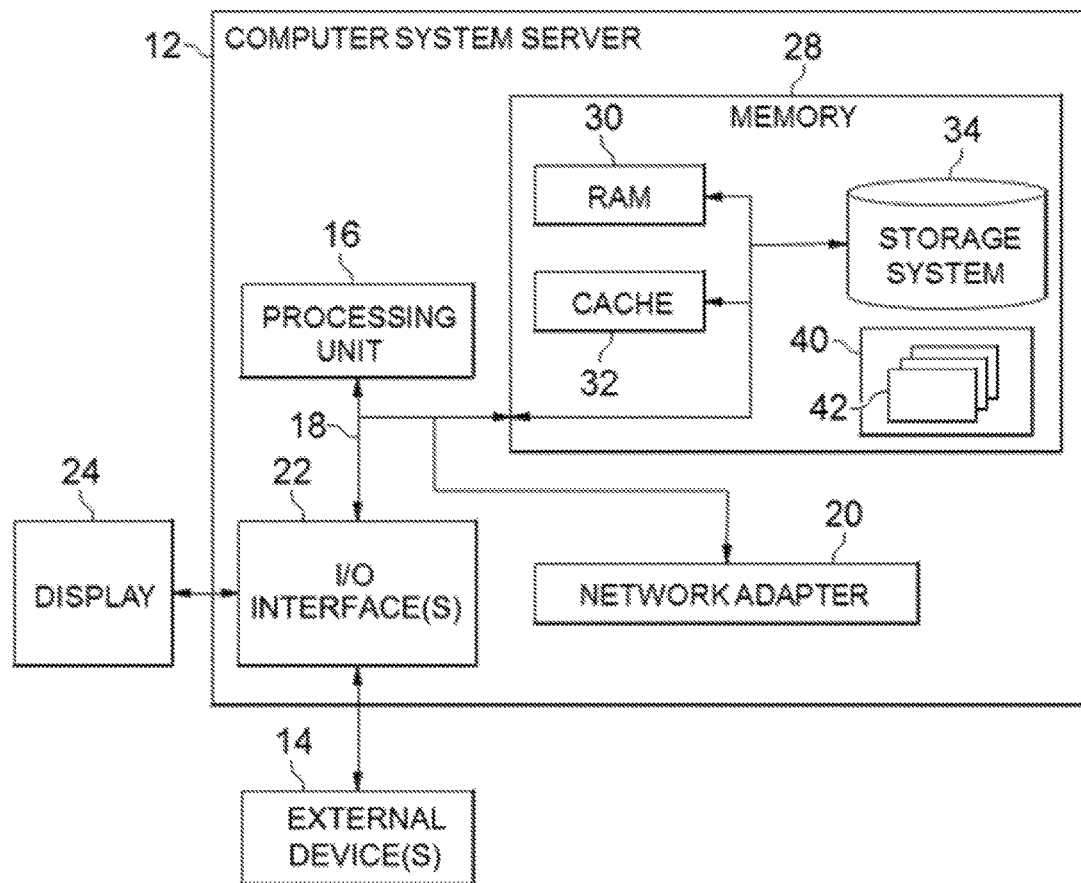 12
COMPUTER SYSTEM SERVER
28
MEMORY
30
RAM
34
STORAGE
SYSTEM
16
PROCESSING
UNIT
CACHE
32
40
42
18
24
22
DISPLAY
I/O
INTERFACE(S)
20
NETWORK ADAPTER
14
EXTERNAL
DEVICE(S)